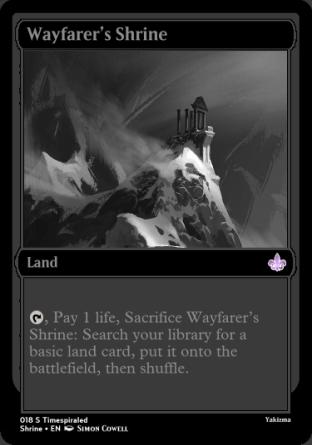 Wayfarer's Shrine
Land
, Pay 1 life, Sacrifice Wayfarer's
Shrine: Search your library for a
basic land card, put it onto the
battlefield, then shuffle.
018 S Timespiraled
Yakizma
Shrine • EN Simon Cowell